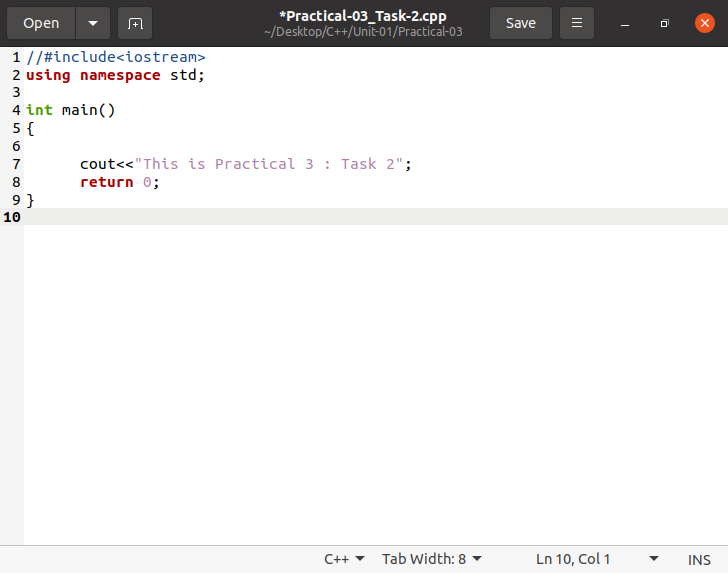 Open
*Practical-03_Task-2.cpp
~/Desktop/C++/Unit-01/Practical-03
Save
1 //#include<iostream>
2 using namespace std;
3
4 int main()
5 {
6
7 cout<<"This is Practical 3 : Task 2";
8 return 0;
9 }
10
C++ Tab Width: 8 Ln 10, Col 1 INS